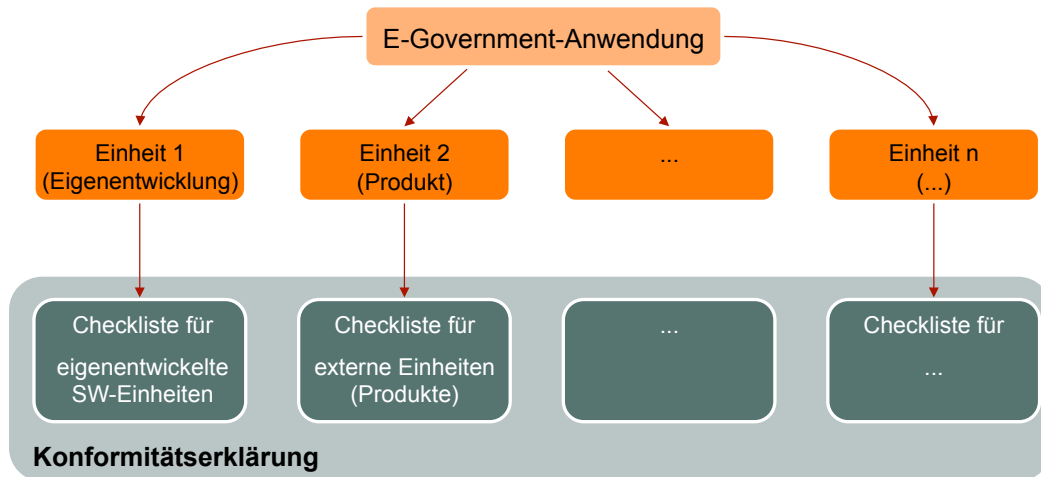 E-Government-Anwendung
Einheit 1
(Eigenentwicklung)
Einheit 2
(Produkt)
...
Einheit n
(...)
Checkliste für
eigenentwickelte
SW-Einheiten
Checkliste für
externe Einheiten
(Produkte)
...
Checkliste für
...
Konformitätserklärung